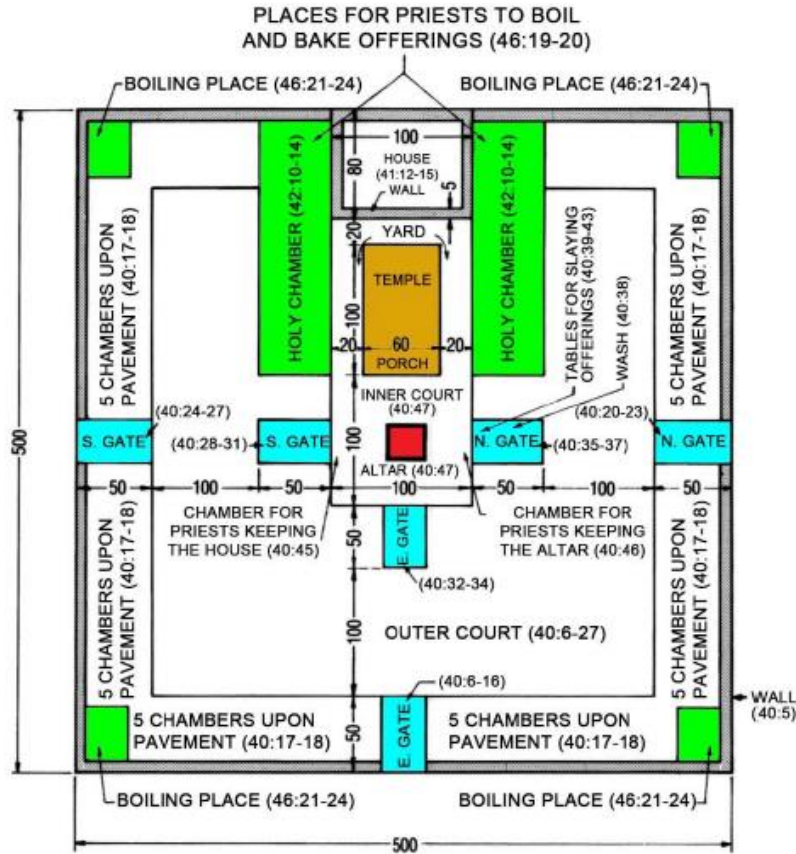 PLACES FOR PRIESTS TO BOIL
AND BAKE OFFERINGS (46:19-20)
BOILING PLACE (46:21-24)
BOILING PLACE (46:21-24)
100
80
HOUSE
(41:12-15)
WALL
5
HOLY CHAMBER (42:10-14)
HOLY CHAMBER (42:10-14)
5 CHAMBERS UPON
PAVEMENT (40:17-18)
5 CHAMBERS UPON
PAVEMENT (40:17-18)
20
YARD
TEMPLE
100
20
60
20
PORCH
TABLES FOR SLAYING
OFFERINGS (40:39-43)
WASH (40:38)
INNER COURT
(40:47)
(40:24-27)
(40:20-23)
S. GATE
(40:28-31)
S. GATE
100
N. GATE
(40:35-37)
N. GATE
ALTAR (40:47)
500
50
100
50
100
50
100
50
CHAMBER FOR
PRIESTS KEEPING
THE HOUSE (40:45)
CHAMBER FOR
PRIESTS KEEPING
THE ALTAR (40:46)
50
E. GATE
(40:32-34)
5 CHAMBERS UPON
PAVEMENT (40:17-18)
5 CHAMBERS UPON
PAVEMENT (40:17-18)
100
OUTER COURT (40:6-27)
(40:6-16)
WALL
(40:5)
5 CHAMBERS UPON
PAVEMENT (40:17-18)
50
E. GATE
5 CHAMBERS UPON
PAVEMENT (40:17-18)
BOILING PLACE (46:21-24)
BOILING PLACE (46:21-24)
500